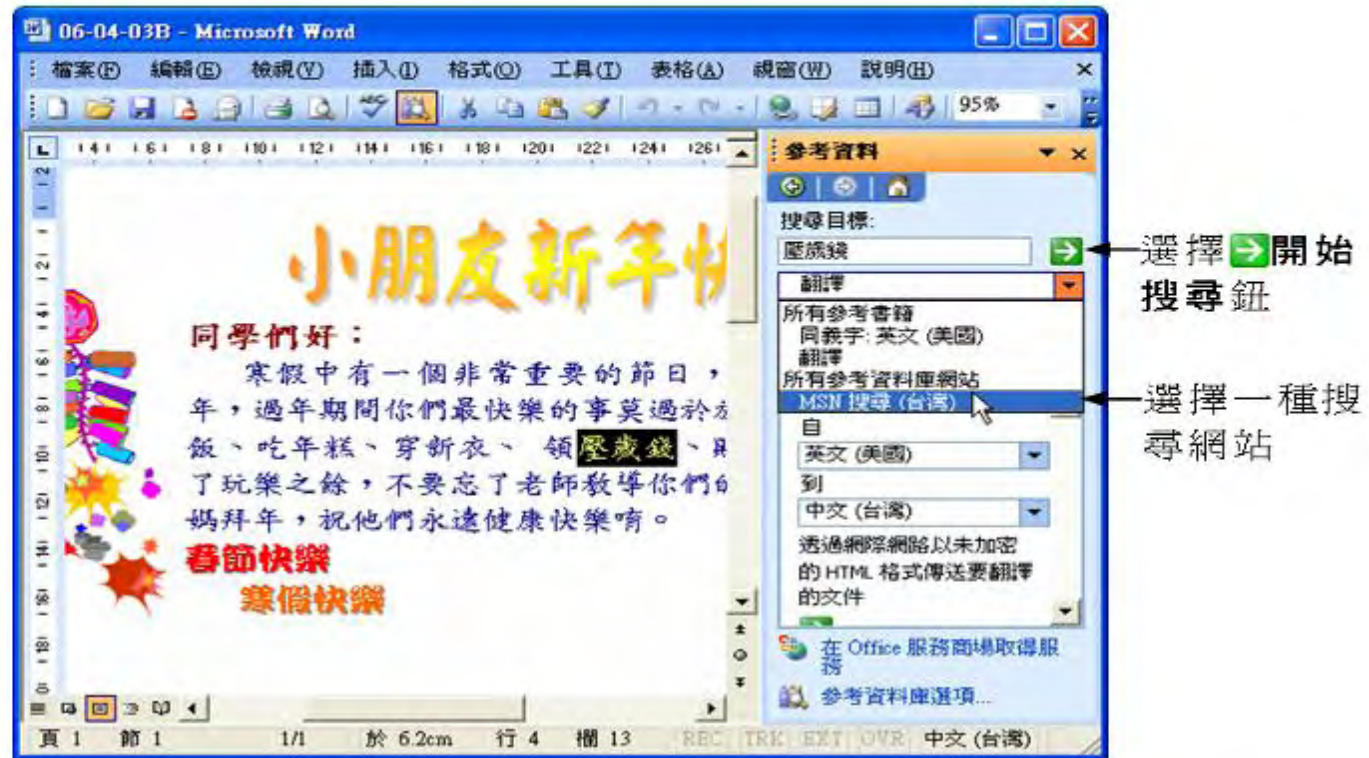 06-04-03B - Microsoft Word
檔案(F) 編輯(E) 檢視(V) 插入(I) 格式(O) 工具(T) 表格(A) 視窗(W) 說明(H)
95%
參考資料
搜尋目標:
壓歲錢
翻譯
所有參考書籍
同義字: 英文 (美國)
翻譯
所有參考資料庫網站
MSN 搜尋 (台灣)
自
英文 (美國)
到
中文 (台灣)
透過網際網路以未加密
的 HTML 格式傳送要翻譯
的文件
在 Office 服務商場取得服
務
參考資料庫選項...
小朋友新年快
同學們好：
寒假中有一個非常重要的節日，
年，過年期間你們最快樂的事莫過於
飯、吃年糕、穿新衣、 領壓歲錢、
了玩樂之餘，不要忘了老師教導你們
媽拜年，祝他們永遠健康快樂唷。
春節快樂
寒假快樂
頁 1 節 1 1/1 於 6.2cm 行 4 欄 13 REC TRK EXT OVR 中文 (台灣)
選擇開始
搜尋鈕
選擇一種搜
尋網站